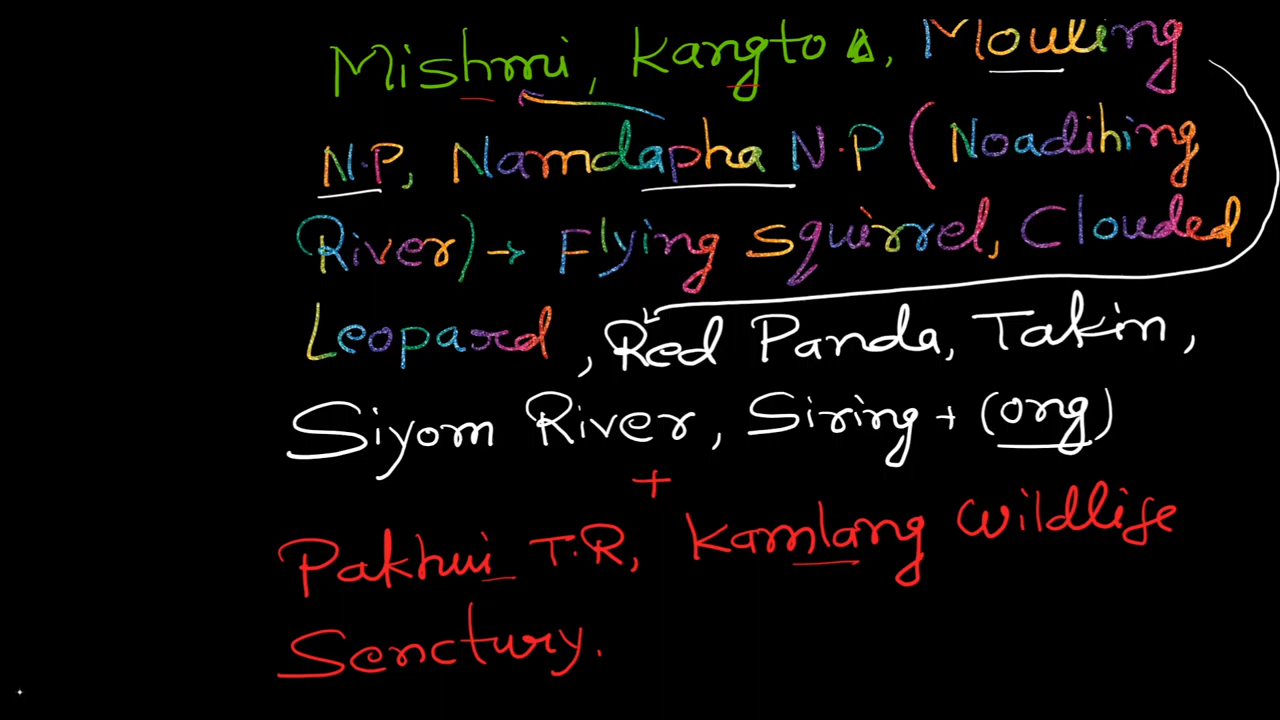 Mishmi, Kangto ▲, Mouling
N.P, Namdapha N.P (Noadihing
River) → Flying squirrel, Clouded
Leopard, Red Panda, Takin,
Siyom River, Siring + (ong)
+
Pakhui T.R, Kamlang Wildlife
Senctury.